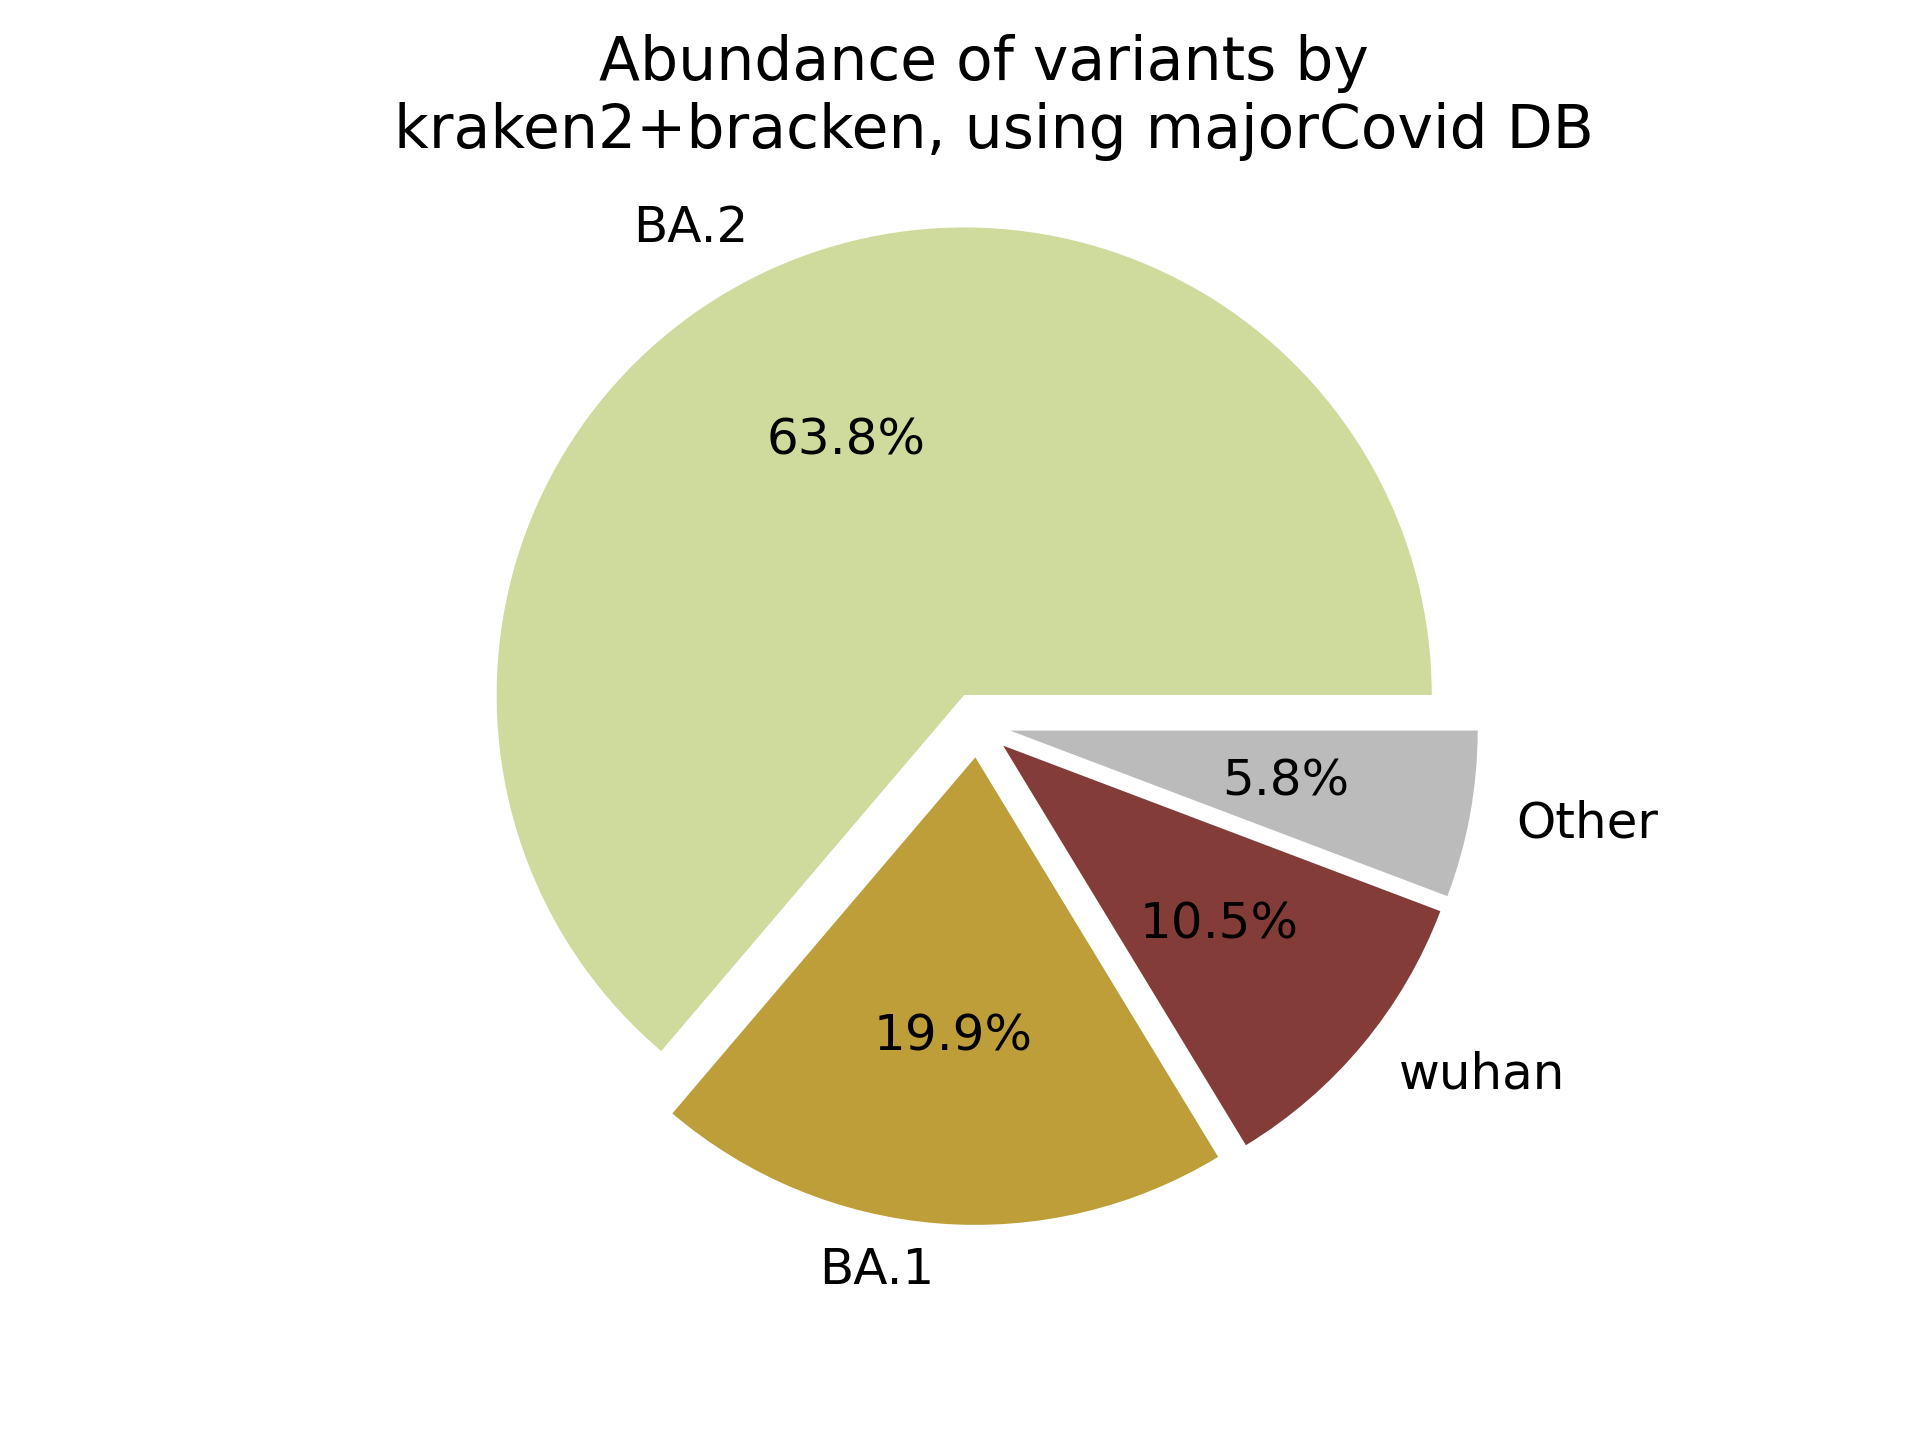 Abundance of variants by
kraken2+bracken, using majorCovid DB
BA.2
63.8%
5.8%
Other
10.5%
19.9%
wuhan
BA.1